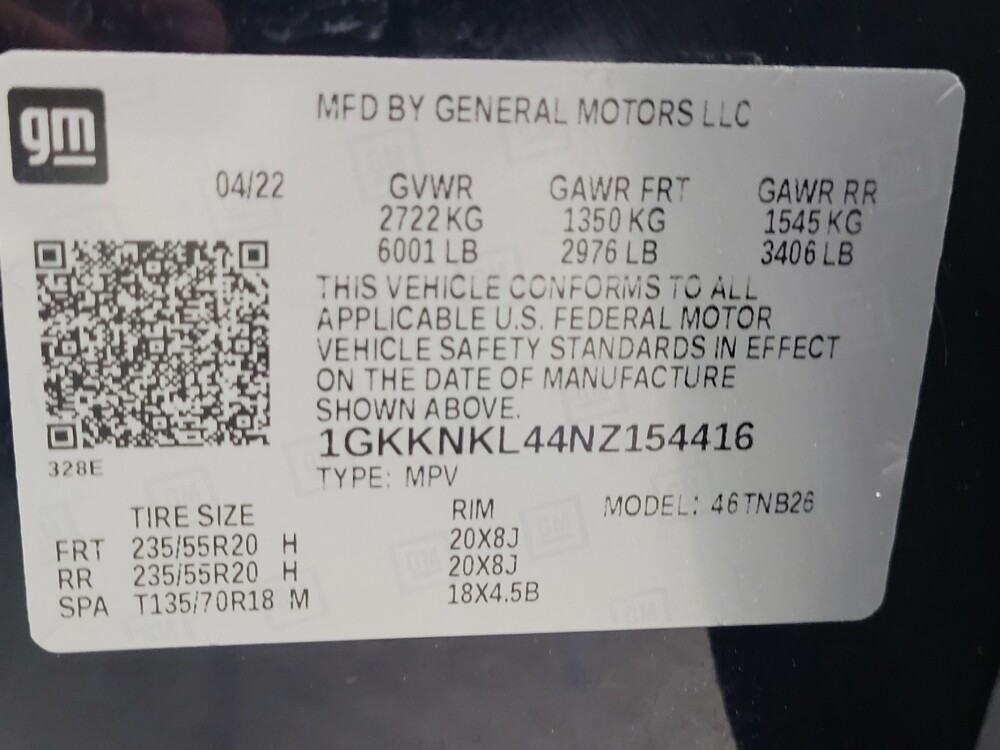 gm
MFD BY GENERAL MOTORS LLC
04/22 GVWR GAWR FRT GAWR RR
2722 KG 1350 KG 1545 KG
6001 LB 2976 LB 3406 LB
THIS VEHICLE CONFORMS TO ALL
APPLICABLE U.S. FEDERAL MOTOR
VEHICLE SAFETY STANDARDS IN EFFECT
ON THE DATE OF MANUFACTURE
SHOWN ABOVE.
1GKKNKL44NZ154416
328E
TYPE: MPV
TIRE SIZE RIM MODEL: 46TNB26
FRT 235/55R20 H 20X8J
RR 235/55R20 H 20X8J
SPA T135/70R18 M 18X4.5B